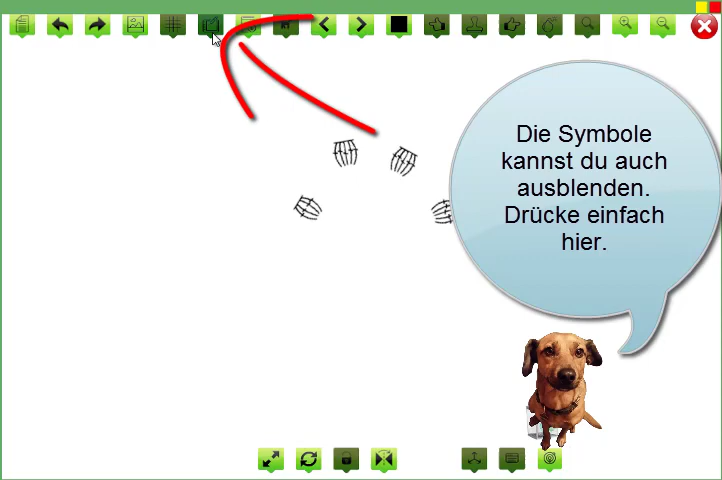 Die Symbole
kannst du auch
ausblenden.
Drücke einfach
hier.